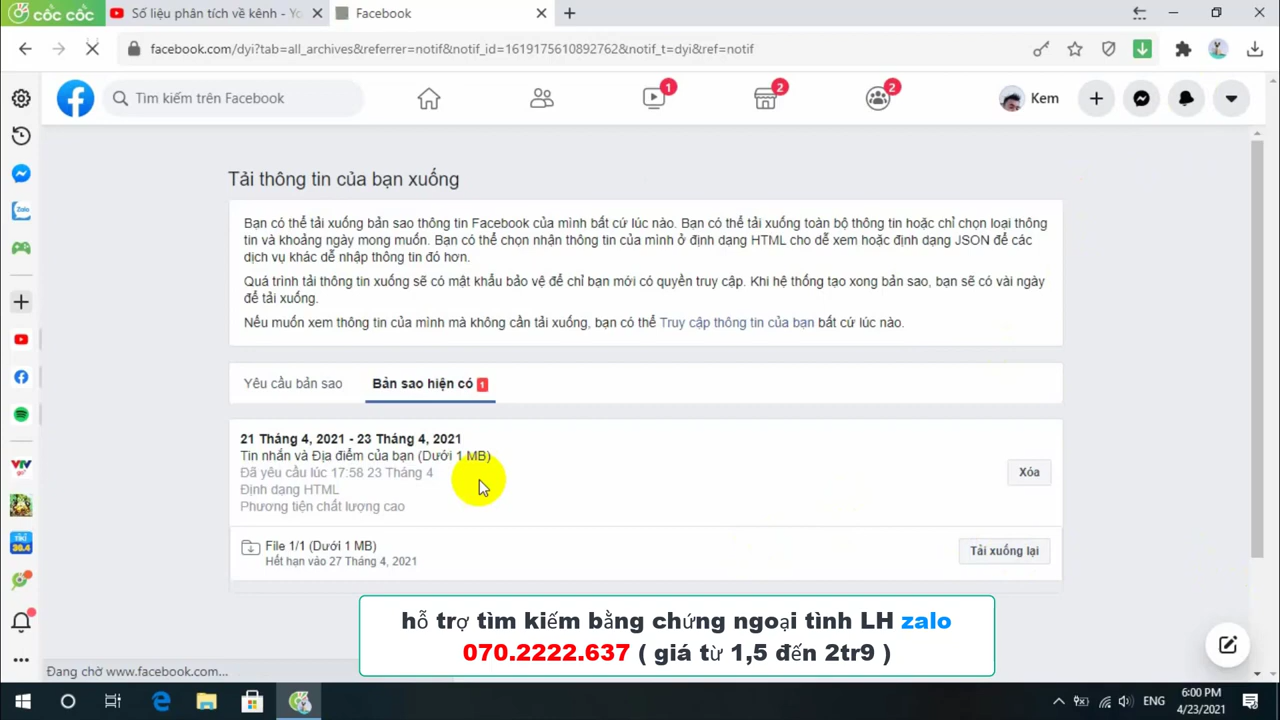 cốc cốc
Số liệu phân tích về kênh - Yo
Facebook
facebook.com/dyi?tab=all_archives&referrer=notif&notif_id=1619175610892762&notif_t=dyi&ref=notif
Tìm kiếm trên Facebook
1
2
2
Kem
Zalo
Tải thông tin của bạn xuống
Bạn có thể tải xuống bản sao thông tin Facebook của mình bất cứ lúc nào. Bạn có thể tải xuống toàn bộ thông tin hoặc chỉ chọn loại thông
tin và khoảng ngày mong muốn. Bạn có thể chọn nhận thông tin của mình ở định dạng HTML cho dễ xem hoặc định dạng JSON để các
dịch vụ khác dễ nhập thông tin đó hơn.
Quá trình tải thông tin xuống sẽ có mật khẩu bảo vệ để chỉ bạn mới có quyền truy cập. Khi hệ thống tạo xong bản sao, bạn sẽ có vài ngày
để tải xuống.
Nếu muốn xem thông tin của mình mà không cần tải xuống, bạn có thể Truy cập thông tin của bạn bất cứ lúc nào.
Yêu cầu bản sao
Bản sao hiện có 1
21 Tháng 4, 2021 - 23 Tháng 4, 2021
Tin nhắn và Địa điểm của bạn (Dưới 1 MB)
Đã yêu cầu lúc 17:58 23 Tháng 4
Định dạng HTML
Phương tiện chất lượng cao
Xóa
File 1/1 (Dưới 1 MB)
Hết hạn vào 27 Tháng 4, 2021
Tải xuống lại
VTV
go
TIKI
30.4
hỗ trợ tìm kiếm bằng chứng ngoại tình LH zalo
070.2222.637 ( giá từ 1,5 đến 2tr9 )
Đang chờ www.facebook.com...
ENG
6:00 PM
4/23/2021